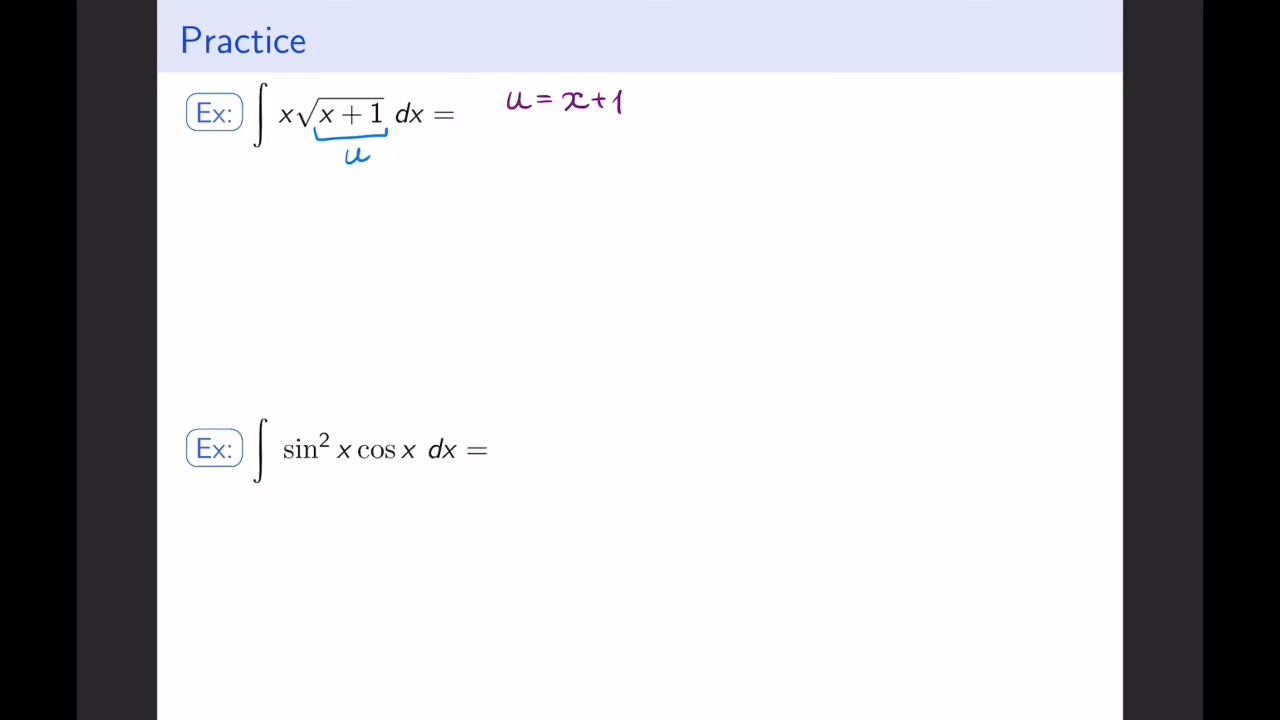 Practice
Ex: ∫ x√(x + 1) dx =   u = x+1
u
Ex: ∫ sin² x cos x dx =